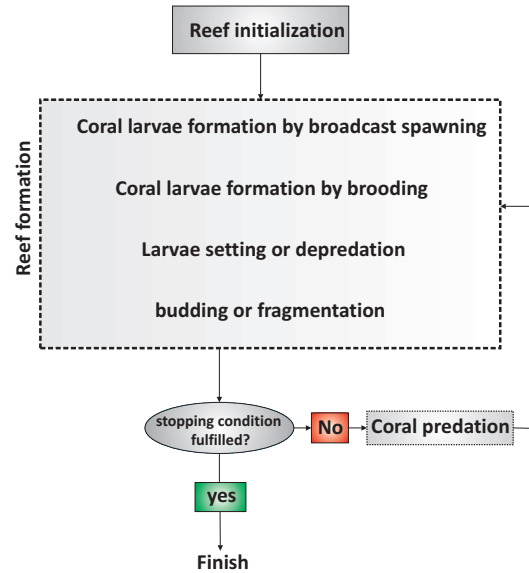 Reef initialization
Reef formation
Coral larvae formation by broadcast spawning
Coral larvae formation by brooding
Larvae setting or depredation
budding or fragmentation
stopping condition
fulfilled?
No
Coral predation
yes
Finish